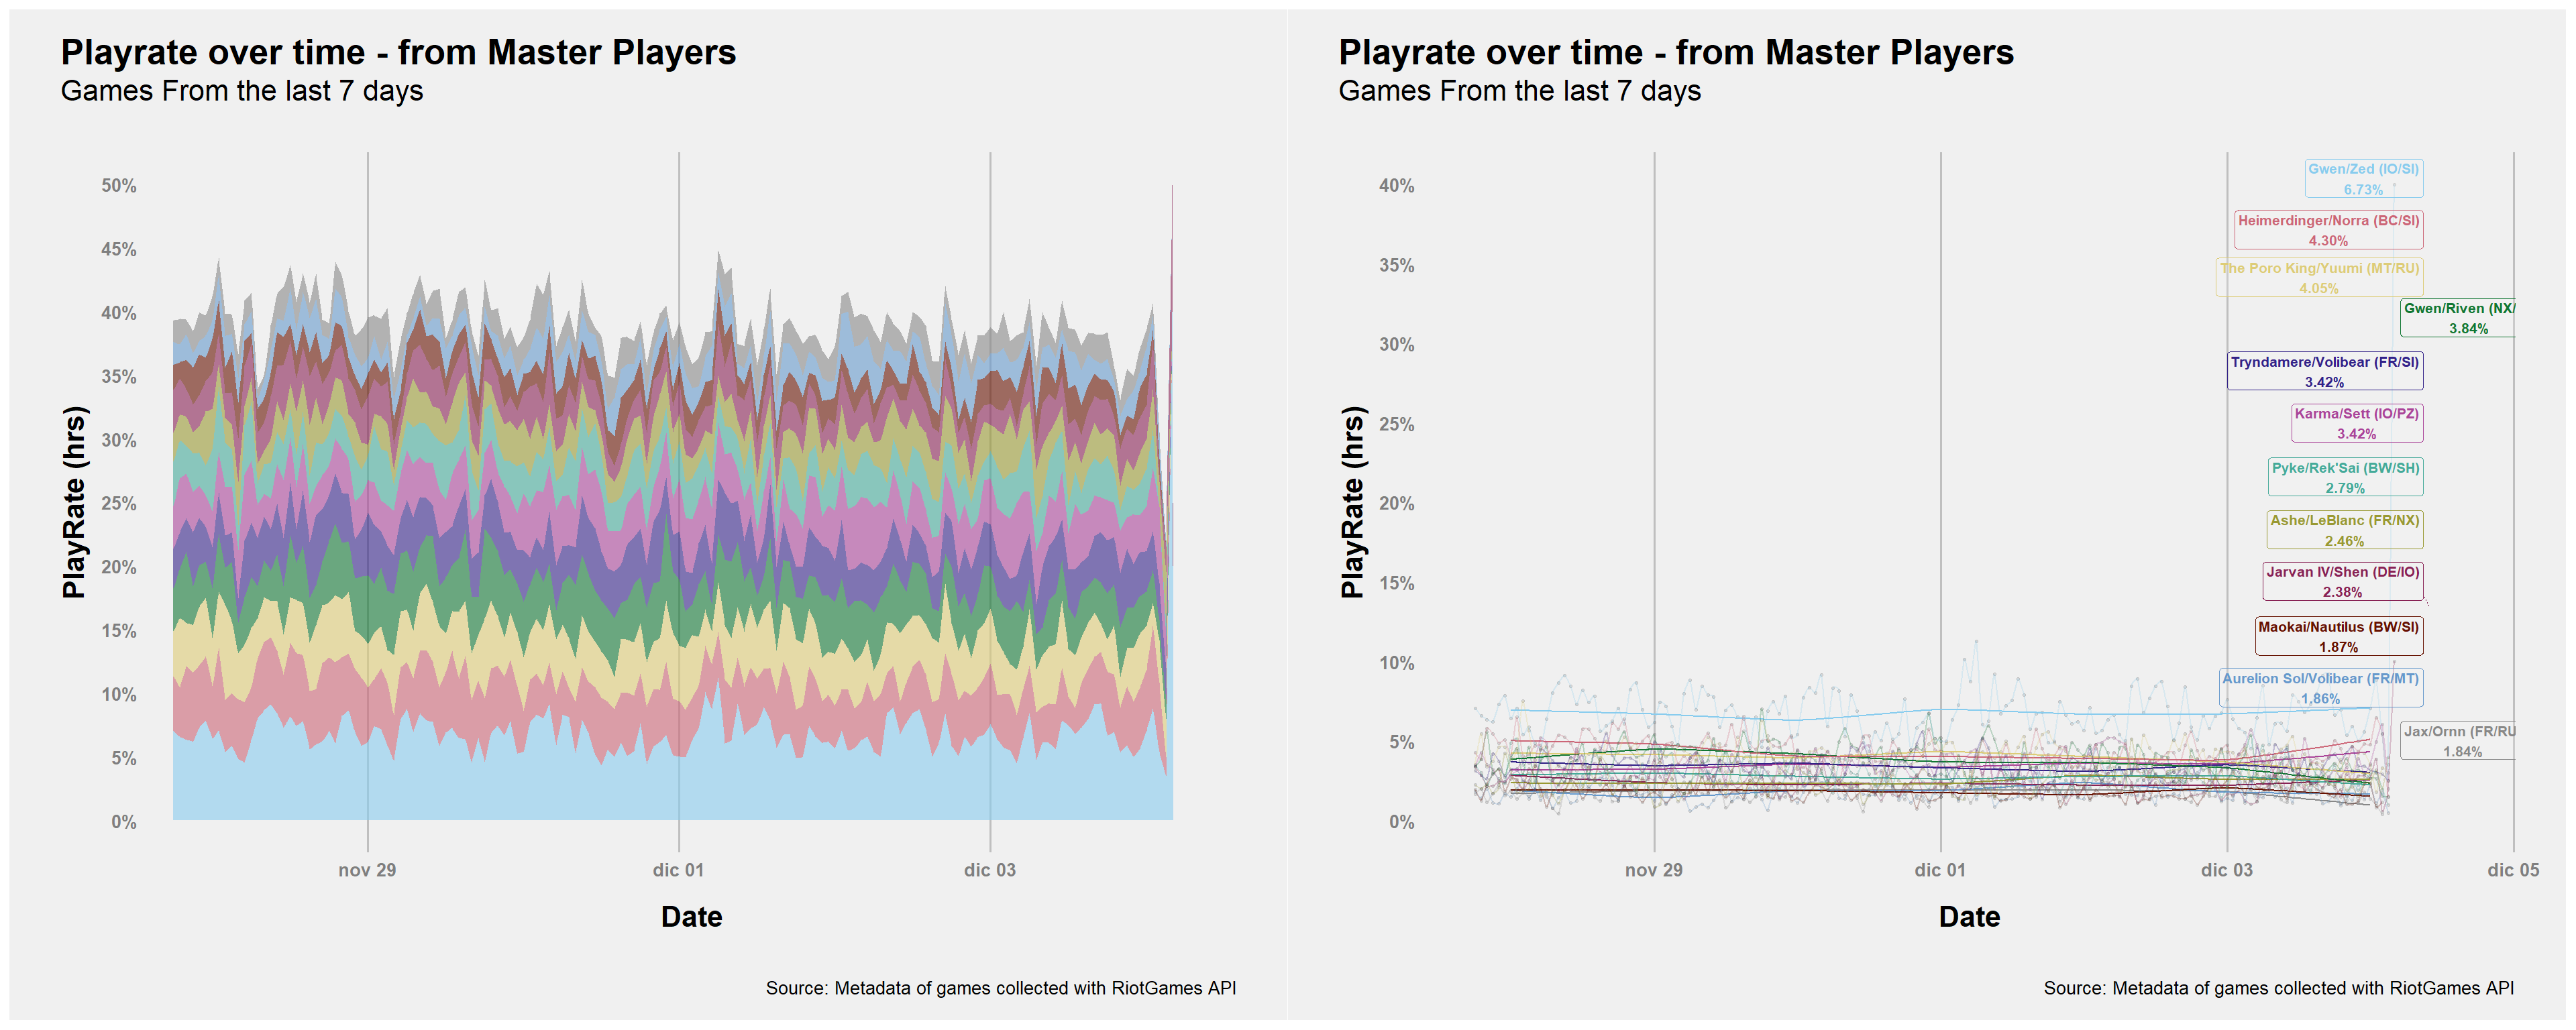 Playrate over time - from Master Players
Games From the last 7 days
50%
45%
40%
35%
30%
25%
20%
15%
10%
5%
0%
PlayRate (hrs)
nov 29
dic 01
dic 03
Date
Source: Metadata of games collected with RiotGames API
Playrate over time - from Master Players
Games From the last 7 days
40%
35%
30%
25%
20%
15%
10%
5%
0%
PlayRate (hrs)
Gwen/Zed (IO/SI)
6.73%
Heimerdinger/Norra (BC/SI)
4.30%
The Poro King/Yuumi (MT/RU)
4.05%
Gwen/Riven (NX/
3.84%
Tryndamere/Volibear (FR/SI)
3.42%
Karma/Sett (IO/PZ)
3.42%
Pyke/Rek'Sai (BW/SH)
2.79%
Ashe/LeBlanc (FR/NX)
2.46%
Jarvan IV/Shen (DE/IO)
2.38%
Maokai/Nautilus (BW/SI)
1.87%
Aurelion Sol/Volibear (FR/MT)
1.86%
Jax/Ornn (FR/RU
1.84%
nov 29
dic 01
dic 03
dic 05
Date
Source: Metadata of games collected with RiotGames API